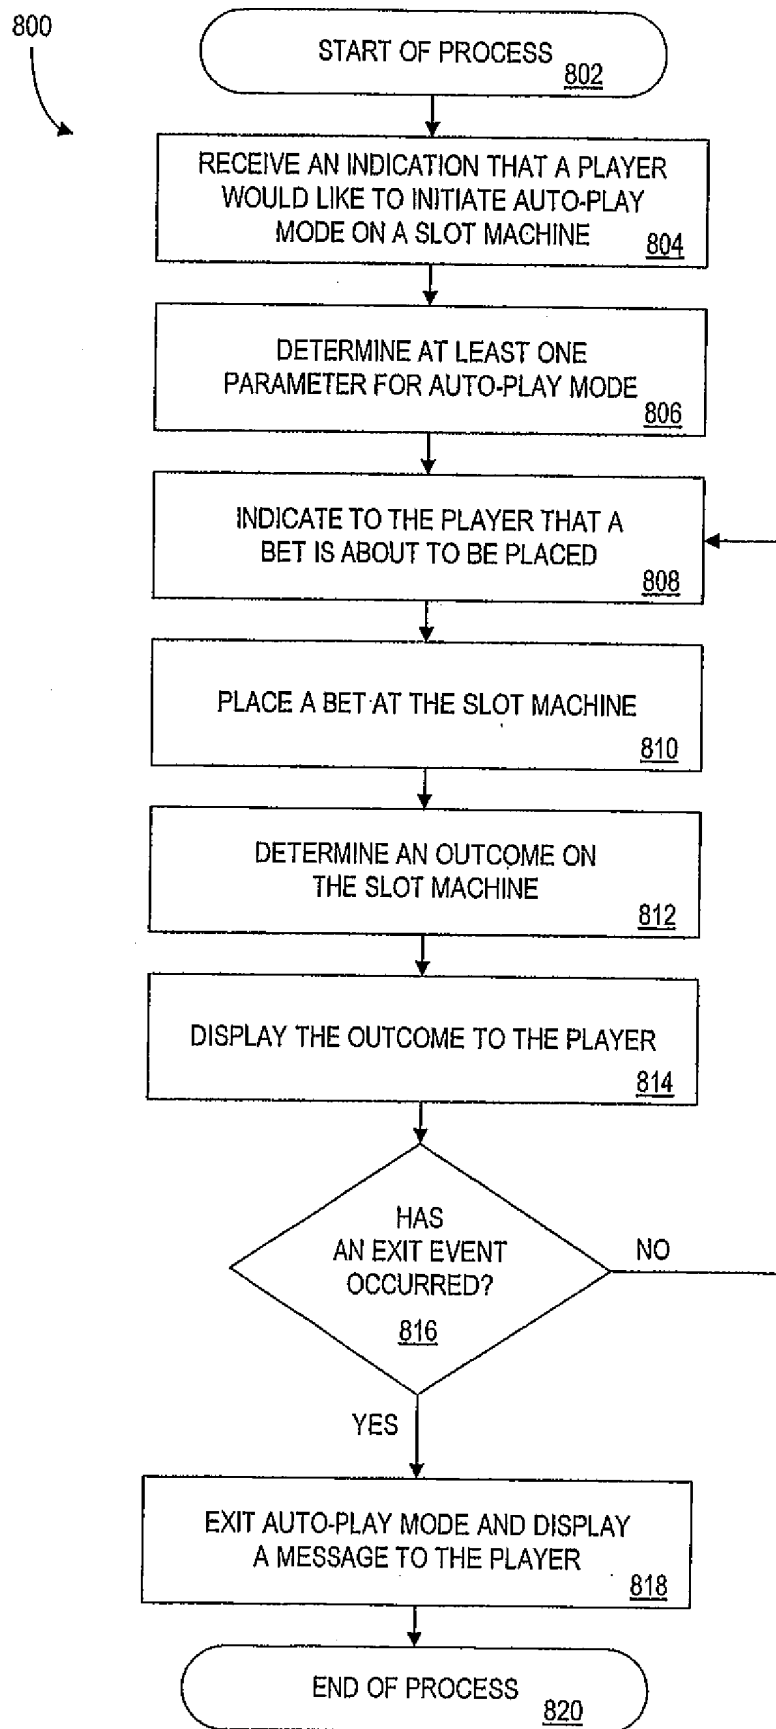 800
START OF PROCESS
802
RECEIVE AN INDICATION THAT A PLAYER
WOULD LIKE TO INITIATE AUTO-PLAY
MODE ON A SLOT MACHINE
804
DETERMINE AT LEAST ONE
PARAMETER FOR AUTO-PLAY MODE
806
INDICATE TO THE PLAYER THAT A
BET IS ABOUT TO BE PLACED
808
PLACE A BET AT THE SLOT MACHINE
810
DETERMINE AN OUTCOME ON
THE SLOT MACHINE
812
DISPLAY THE OUTCOME TO THE PLAYER
814
HAS
AN EXIT EVENT
OCCURRED?
816
NO
YES
EXIT AUTO-PLAY MODE AND DISPLAY
A MESSAGE TO THE PLAYER
818
END OF PROCESS
820